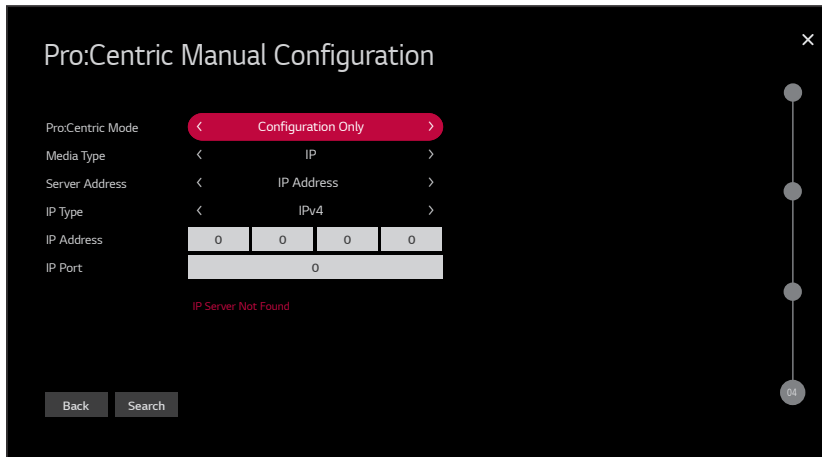 Pro:Centric Manual Configuration
Pro:Centric Mode < Configuration Only >
Media Type < IP >
Server Address < IP Address >
IP Type < IPv4 >
IP Address 0 0 0 0
IP Port 0
IP Server Not Found
Back Search
04